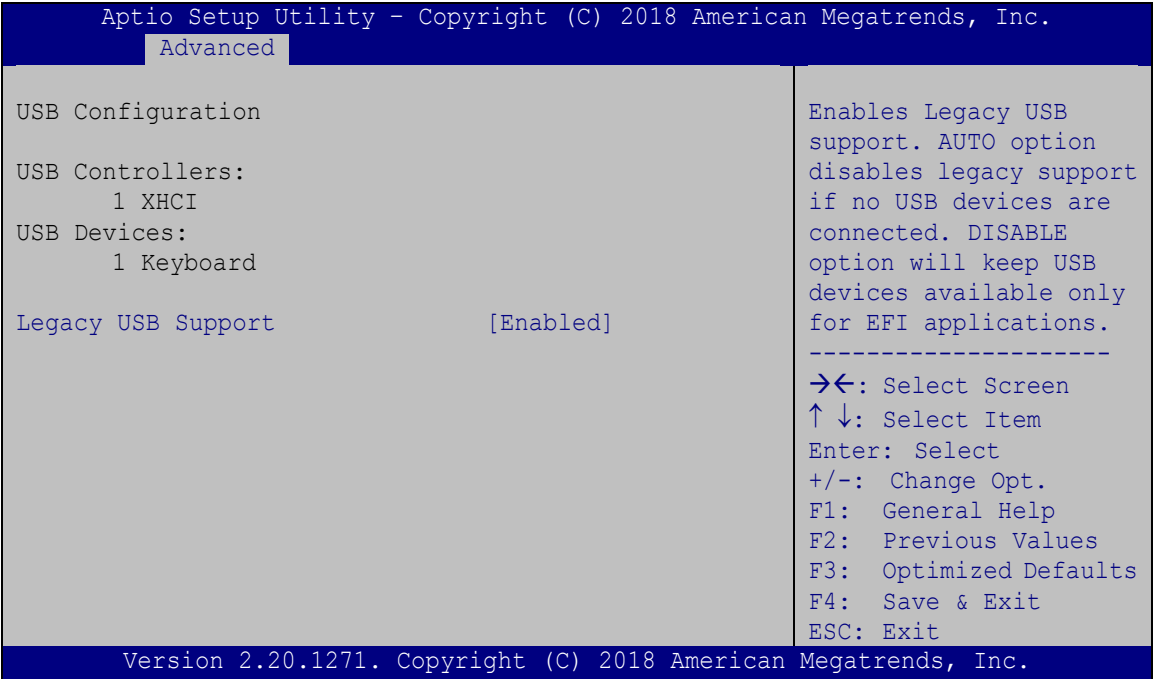 Aptio Setup Utility – Copyright (C) 2018 American Megatrends, Inc.
Advanced
USB Configuration
USB Controllers:
1 XHCI
USB Devices:
1 Keyboard
Legacy USB Support [Enabled]
Enables Legacy USB
support. AUTO option
disables legacy support
if no USB devices are
connected. DISABLE
option will keep USB
devices available only
for EFI applications.
---------------------
→←: Select Screen
↑ ↓: Select Item
Enter: Select
+/-: Change Opt.
F1: General Help
F2: Previous Values
F3: Optimized Defaults
F4: Save & Exit
ESC: Exit
Version 2.20.1271. Copyright (C) 2018 American Megatrends, Inc.